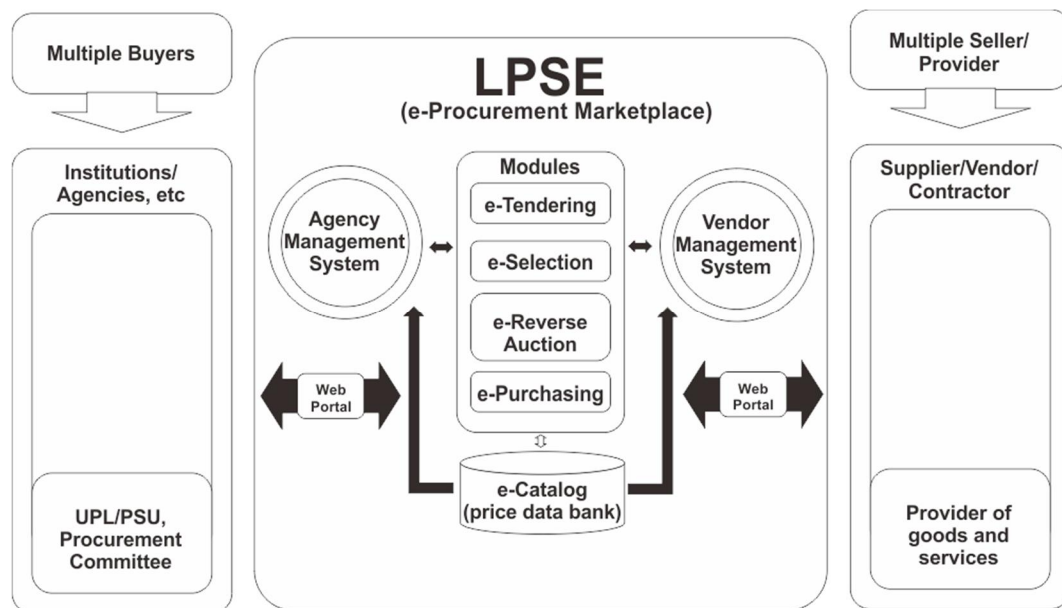 Multiple Buyers
Institutions/
Agencies, etc
UPL/PSU,
Procurement
Committee
LPSE
(e-Procurement Marketplace)
Agency
Management
System
Modules
e-Tendering
e-Selection
e-Reverse
Auction
e-Purchasing
Vendor
Management
System
Web
Portal
Web
Portal
e-Catalog
(price data bank)
Multiple Seller/
Provider
Supplier/Vendor/
Contractor
Provider of
goods and
services